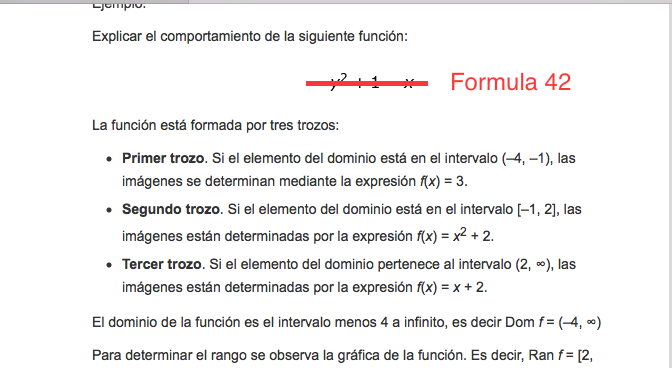 Ejemplo:
Explicar el comportamiento de la siguiente función:
y² + 1 x Formula 42
La función está formada por tres trozos:
• Primer trozo. Si el elemento del dominio está en el intervalo (–4, –1), las
imágenes se determinan mediante la expresión f(x) = 3.
• Segundo trozo. Si el elemento del dominio está en el intervalo [–1, 2], las
imágenes están determinadas por la expresión f(x) = x² + 2.
• Tercer trozo. Si el elemento del dominio pertenece al intervalo (2, ∞), las
imágenes están determinadas por la expresión f(x) = x + 2.
El dominio de la función es el intervalo menos 4 a infinito, es decir Dom f = (–4, ∞)
Para determinar el rango se observa la gráfica de la función. Es decir, Ran f = [2,